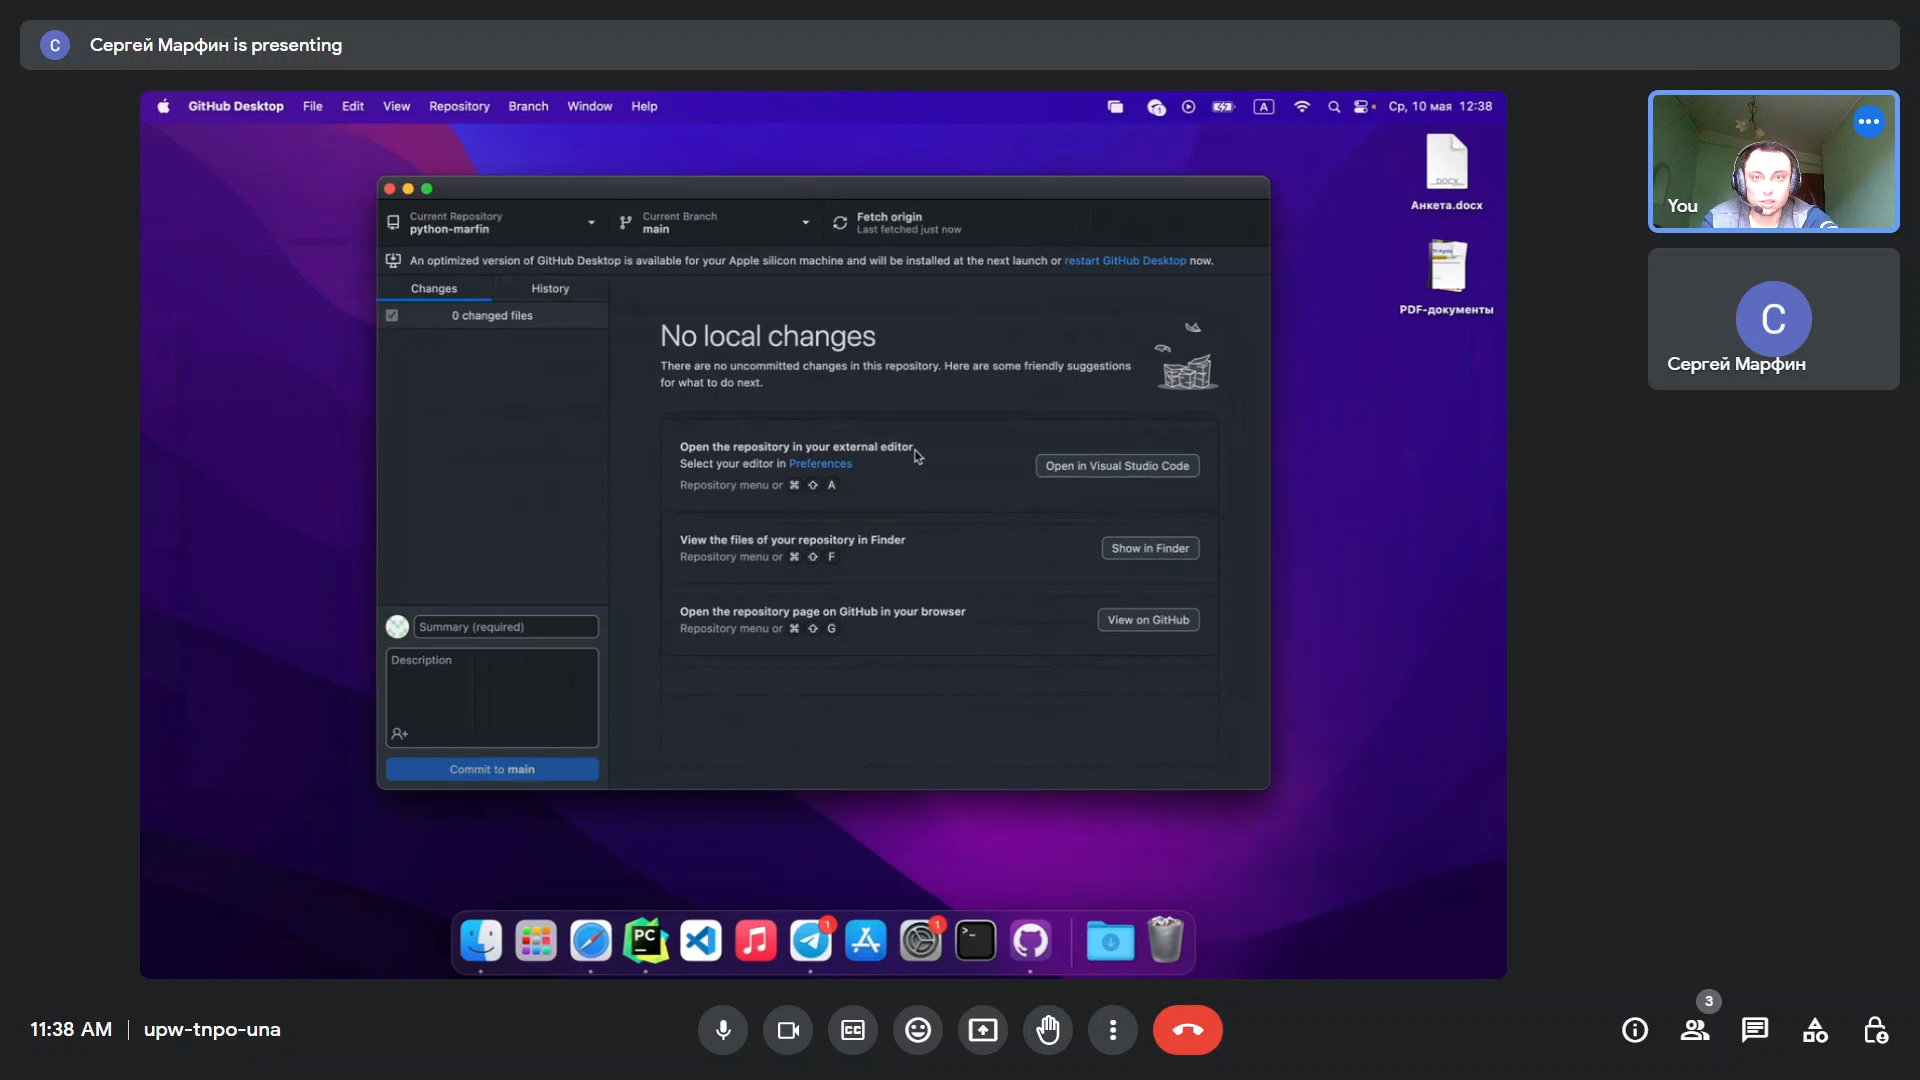 С Сергей Марфин is presenting
GitHub Desktop File Edit View Repository Branch Window Help A Ср, 10 мая 12:38
DOCX
Анкета.docx
PDF-документы
Current Repository
python-marfin
Current Branch
main
Fetch origin
Last fetched just now
An optimized version of GitHub Desktop is available for your Apple silicon machine and will be installed at the next launch or restart GitHub Desktop now.
Changes History
0 changed files
No local changes
There are no uncommitted changes in this repository. Here are some friendly suggestions
for what to do next.
Open the repository in your external editor
Select your editor in Preferences
Repository menu or ⌘ ⇧ A
Open in Visual Studio Code
View the files of your repository in Finder
Repository menu or ⌘ ⇧ F
Show in Finder
Open the repository page on GitHub in your browser
Repository menu or ⌘ ⇧ G
View on GitHub
Summary (required)
Description
Commit to main
PC
1
1
You
С
Сергей Марфин
11:38 AM | upw-tnpo-una
CC
3